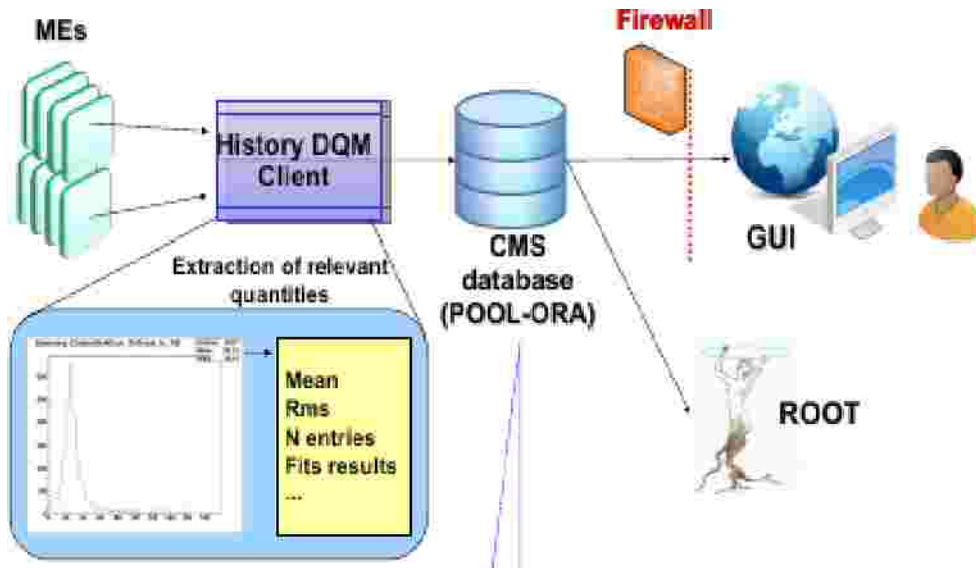 MEs
Firewall
History DQM
Client
GUI
CMS
database
(POOL-ORA)
Extraction of relevant
quantities
Mean
Rms
N entries
Fits results
...
ROOT